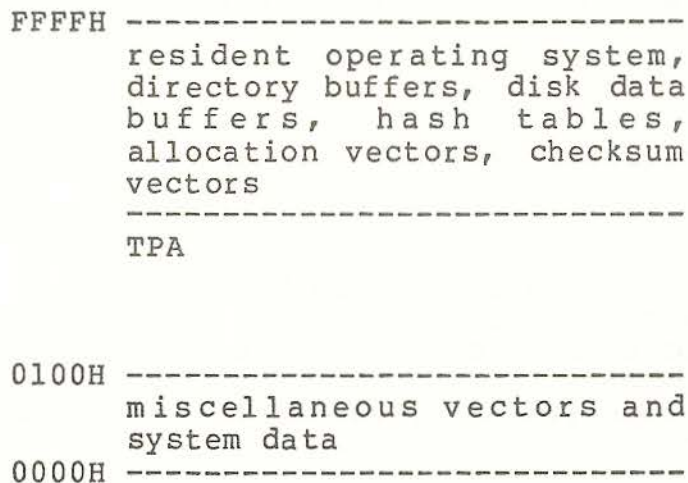 FFFFH ------------------------------
resident operating system,
directory buffers, disk data
buffers, hash tables,
allocation vectors, checksum
vectors
------------------------------
TPA
0100H ------------------------------
miscellaneous vectors and
system data
0000H ------------------------------